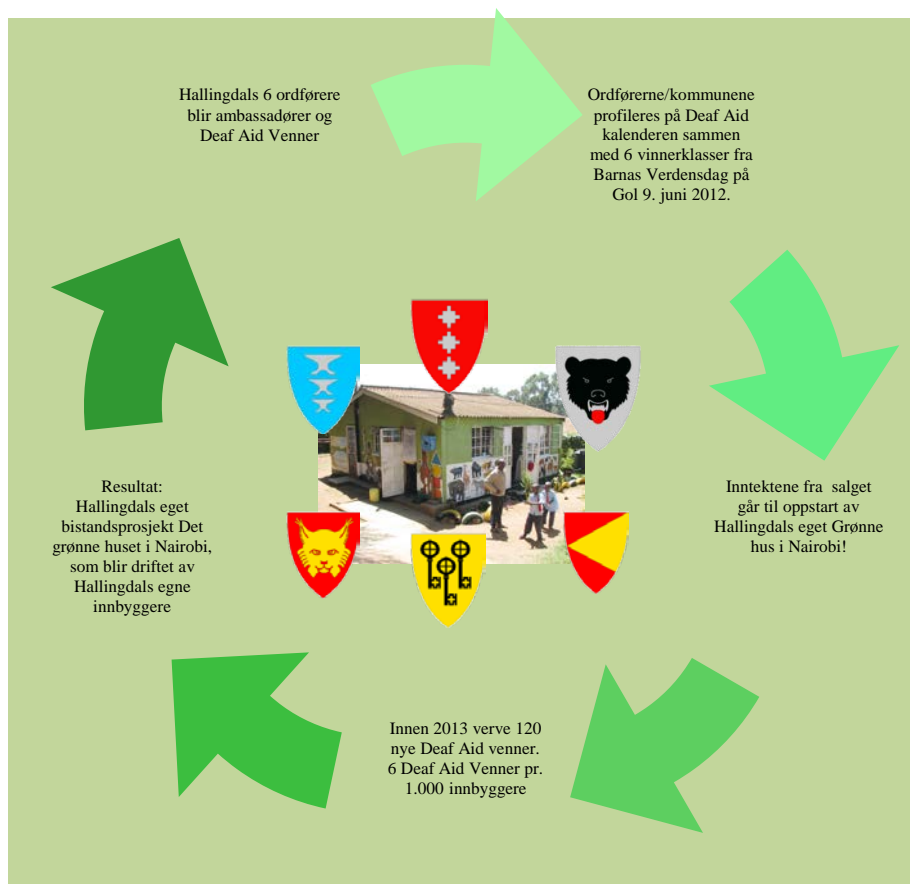 Hallingdals 6 ordførere
blir ambassadører og
Deaf Aid Venner
Ordførerne/kommunene
profileres på Deaf Aid
kalenderen sammen
med 6 vinnerklasser fra
Barnas Verdensdag på
Gol 9. juni 2012.
Inntektene fra salget
går til oppstart av
Hallingdals eget Grønne
hus i Nairobi!
Innen 2013 verve 120
nye Deaf Aid venner.
6 Deaf Aid Venner pr.
1.000 innbyggere
Resultat:
Hallingdals eget
bistandsprosjekt Det
grønne huset i Nairobi,
som blir driftet av
Hallingdals egne
innbyggere